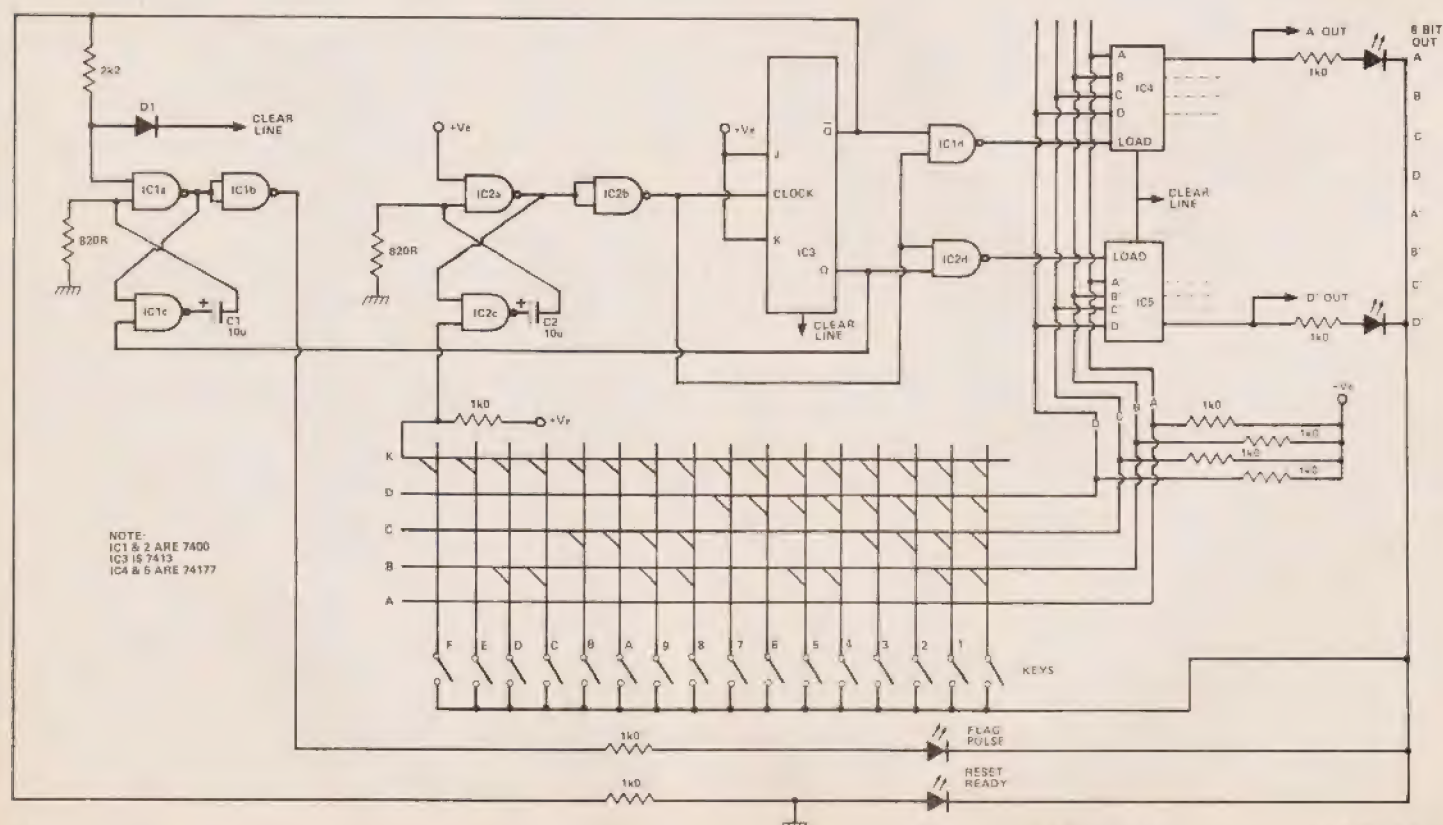 2k2
D1
CLEAR
LINE
IC1a
IC1b
820R
IC1c
+
C1
10u
+Ve
IC2a
IC2b
820R
IC2c
+
C2
10u
1k0
+Ve
+Ve
J
CLOCK
K
IC3
Q
Q
CLEAR
LINE
IC1d
IC2d
A
B
C
D
IC4
LOAD
CLEAR
LINE
LOAD
A'
B'
C'
D
IC5
A OUT
1k0
D' OUT
1k0
8 BIT
OUT
A
B
C
D
A'
B'
C'
D'
D
C
B
A
+Ve
1k0
1k0
1k0
1k0
K
D
C
B
A
NOTE-
IC1 & 2 ARE 7400
IC3 IS 7413
IC4 & 5 ARE 74177
F E D C B A 9 8 7 6 5 4 3 2 1
KEYS
1k0
FLAG
PULSE
1k0
RESET
READY